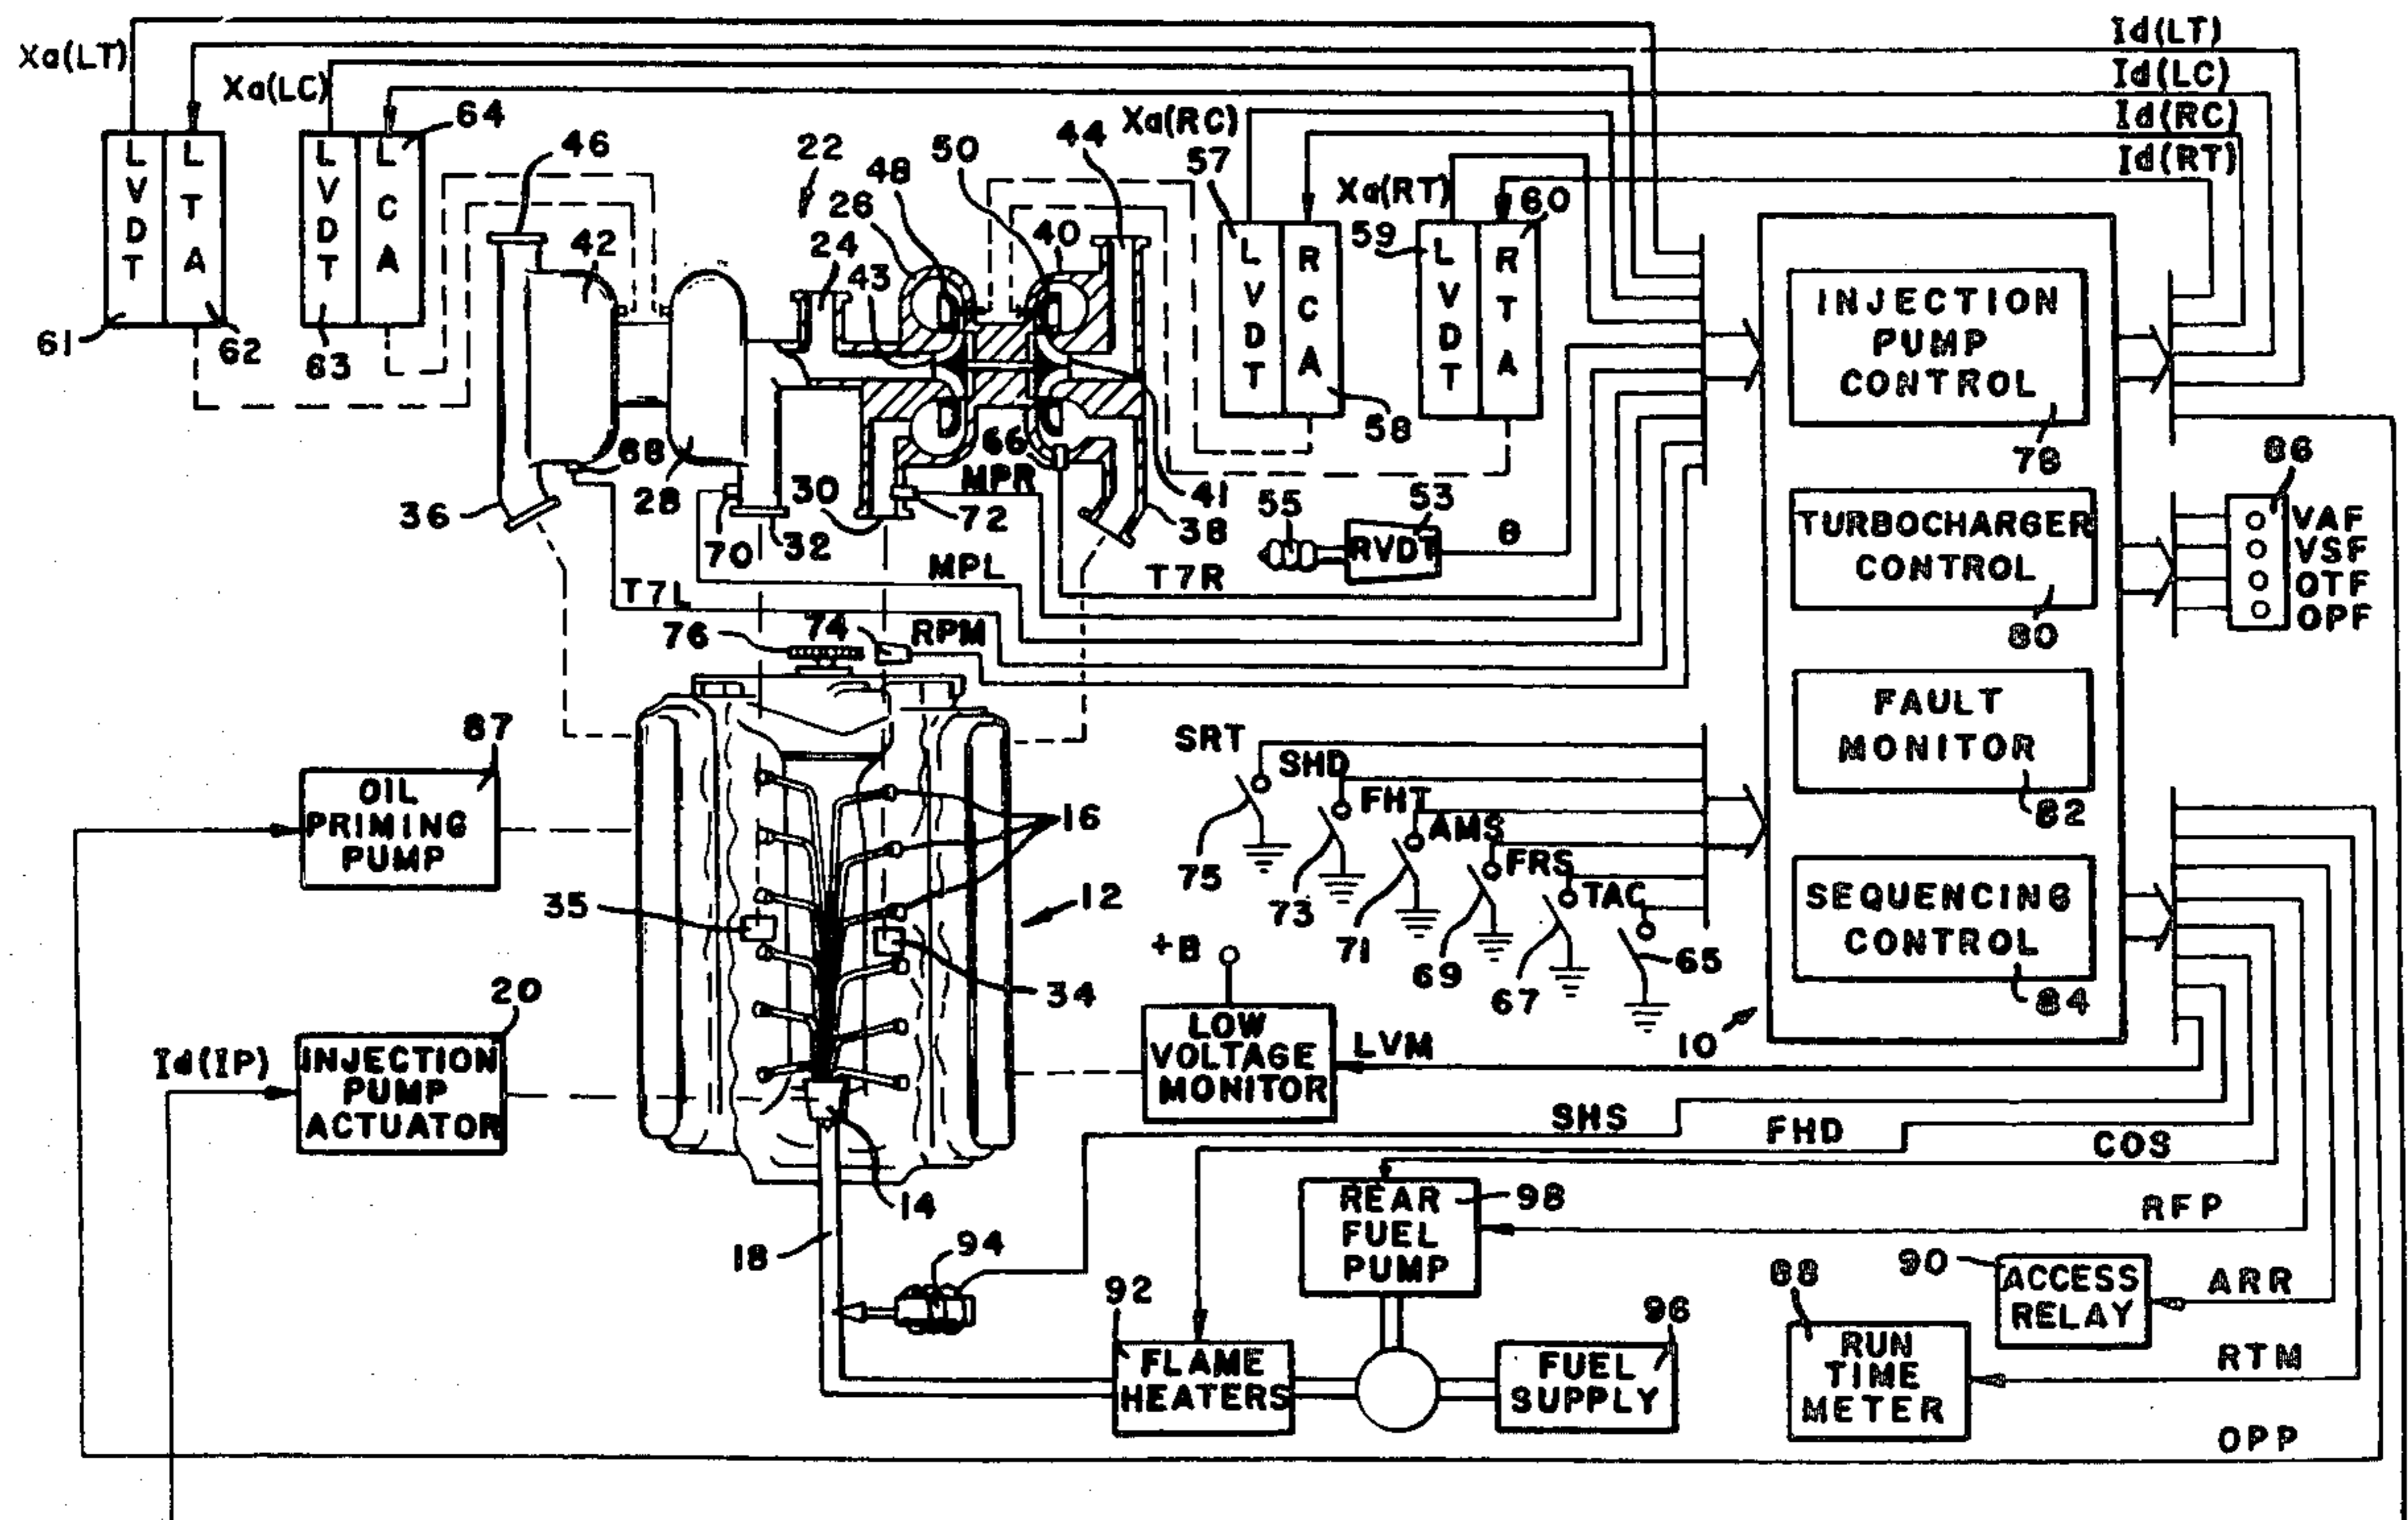 Xa(LT)
Id(LT)
Xa(LC)
Id(LC)
Xa(RC)
Id(RC)
Xa(RT)
Id(RT)
LVDT
LTA
61
62
LVDT
LCA
63
64
46
42
22
26
48
50
44
24
43
40
57
LVDT
RCA
58
59
60
LVDT
RTA
36
68
28
70
32
30
72
66
41
38
MPR
MPL
T7L
T7R
55
53
RVDT
θ
76
74
RPM
INJECTION
PUMP
CONTROL
78
TURBOCHARGER
CONTROL
80
FAULT
MONITOR
82
SEQUENCING
CONTROL
84
10
86
VAF
VSF
OTF
OPF
87
OIL
PRIMING
PUMP
16
12
35
34
SRT
SHD
FHT
AMS
FRS
TAC
75
73
71
69
67
65
+B
LOW
VOLTAGE
MONITOR
LVM
20
Id(IP)
INJECTION
PUMP
ACTUATOR
14
18
94
SHS
FHD
COS
REAR
FUEL
PUMP
98
RFP
90
ACCESS
RELAY
ARR
88
RUN
TIME
METER
RTM
92
FLAME
HEATERS
96
FUEL
SUPPLY
OPP